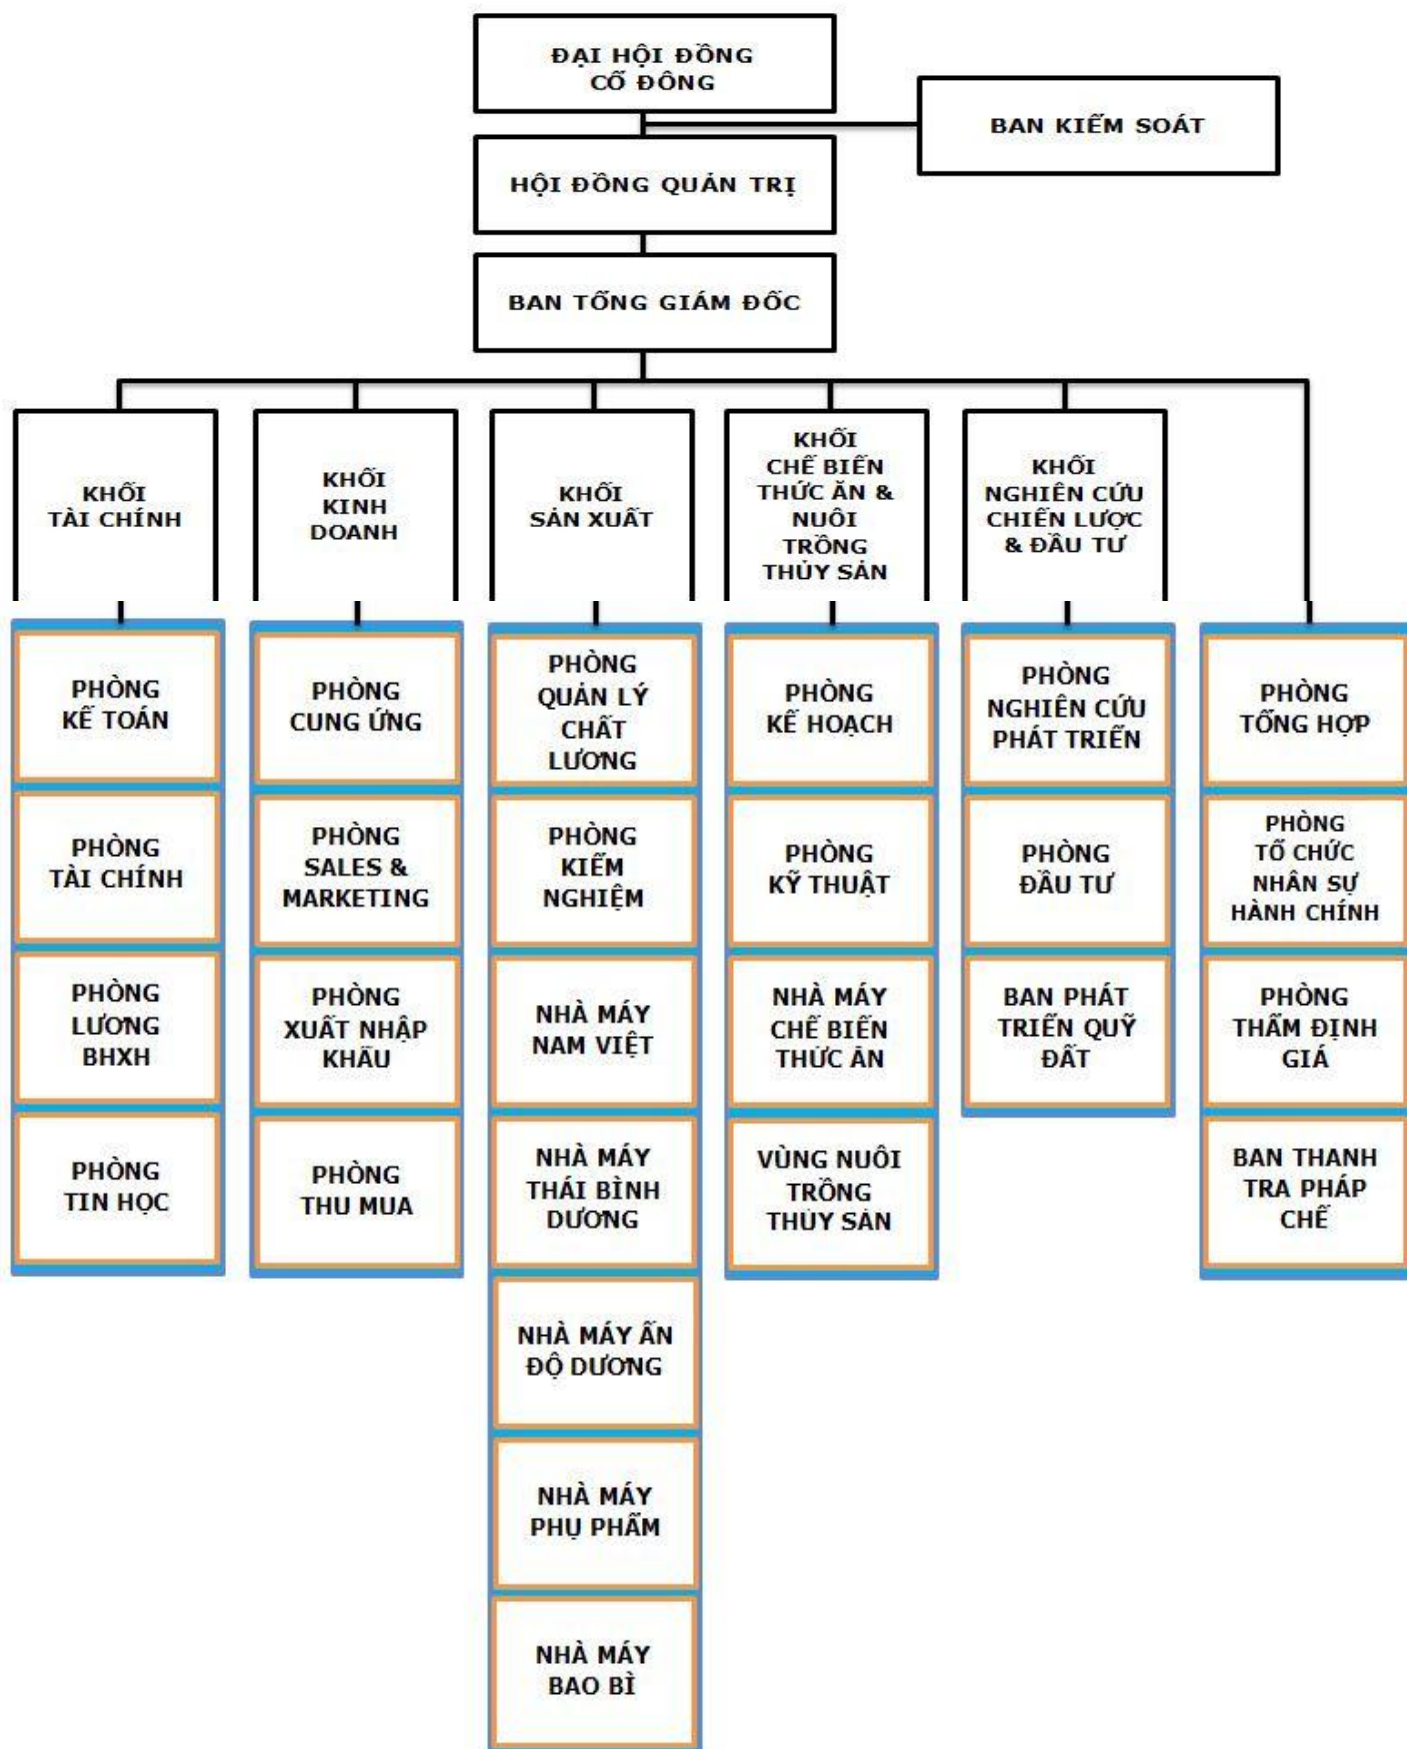 ĐẠI HỘI ĐỒNG
CỔ ĐÔNG
BAN KIỂM SOÁT
HỘI ĐỒNG QUẢN TRỊ
BAN TỔNG GIÁM ĐỐC
KHỐI
TÀI CHÍNH
KHỐI
KINH
DOANH
KHỐI
SẢN XUẤT
KHỐI
CHẾ BIẾN
THỨC ĂN &
NUÔI
TRỒNG
THỦY SẢN
KHỐI
NGHIÊN CỨU
CHIẾN LƯỢC
& ĐẦU TƯ
PHÒNG
KẾ TOÁN
PHÒNG
TÀI CHÍNH
PHÒNG
LƯƠNG
BHXH
PHÒNG
TIN HỌC
PHÒNG
CUNG ỨNG
PHÒNG
SALES &
MARKETING
PHÒNG
XUẤT NHẬP
KHẨU
PHÒNG
THU MUA
PHÒNG
QUẢN LÝ
CHẤT
LƯƠNG
PHÒNG
KIỂM
NGHIỆM
NHÀ MÁY
NAM VIỆT
NHÀ MÁY
THÁI BÌNH
DƯƠNG
NHÀ MÁY ẤN
ĐỘ DƯƠNG
NHÀ MÁY
PHỤ PHẨM
NHÀ MÁY
BAO BÌ
PHÒNG
KẾ HOẠCH
PHÒNG
KỸ THUẬT
NHÀ MÁY
CHẾ BIẾN
THỨC ĂN
VÙNG NUÔI
TRỒNG
THỦY SẢN
PHÒNG
NGHIÊN CỨU
PHÁT TRIỂN
PHÒNG
ĐẦU TƯ
BAN PHÁT
TRIỂN QUỸ
ĐẤT
PHÒNG
TỔNG HỢP
PHÒNG
TỔ CHỨC
NHÂN SỰ
HÀNH CHÍNH
PHÒNG
THẨM ĐỊNH
GIÁ
BAN THANH
TRA PHÁP
CHẾ